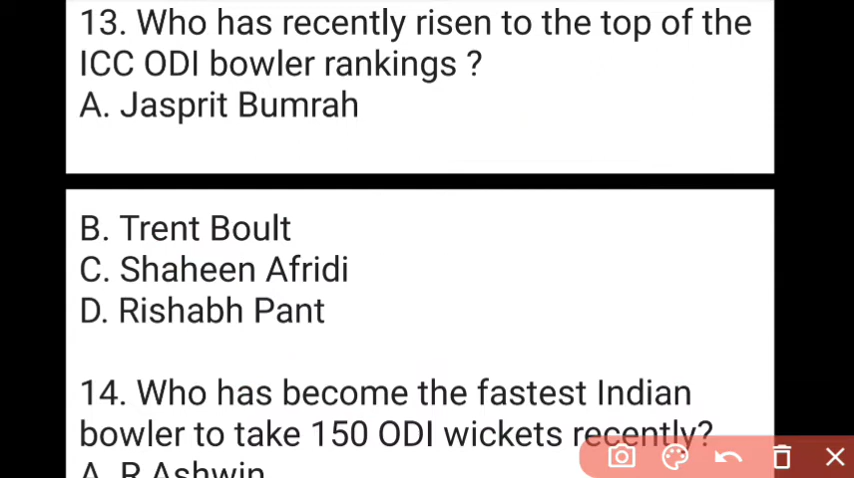 13. Who has recently risen to the top of the
ICC ODI bowler rankings ?
A. Jasprit Bumrah
B. Trent Boult
C. Shaheen Afridi
D. Rishabh Pant
14. Who has become the fastest Indian
bowler to take 150 ODI wickets recently?
A. R Ashwin